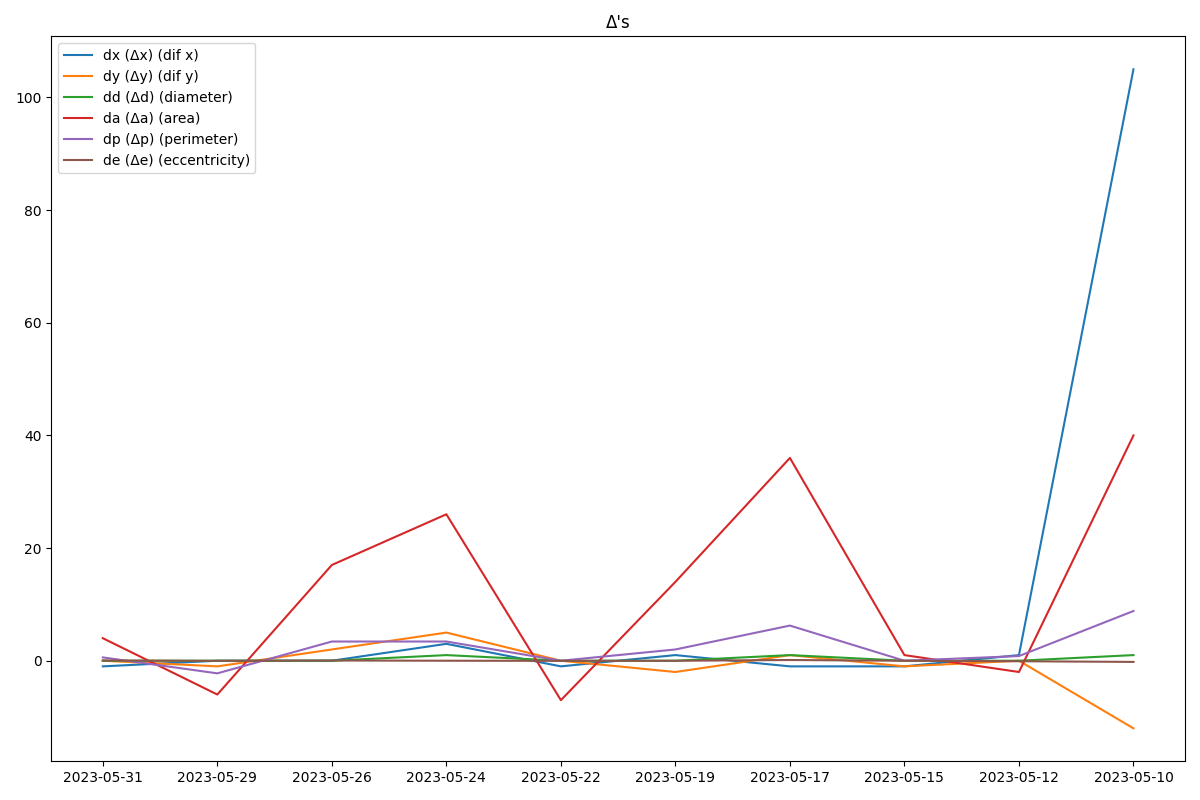 Δ's
dx (Δx) (dif x)
dy (Δy) (dif y)
dd (Δd) (diameter)
da (Δa) (area)
dp (Δp) (perimeter)
de (Δe) (eccentricity)
100
80
60
40
20
0
2023-05-31 2023-05-29 2023-05-26 2023-05-24 2023-05-22 2023-05-19 2023-05-17 2023-05-15 2023-05-12 2023-05-10